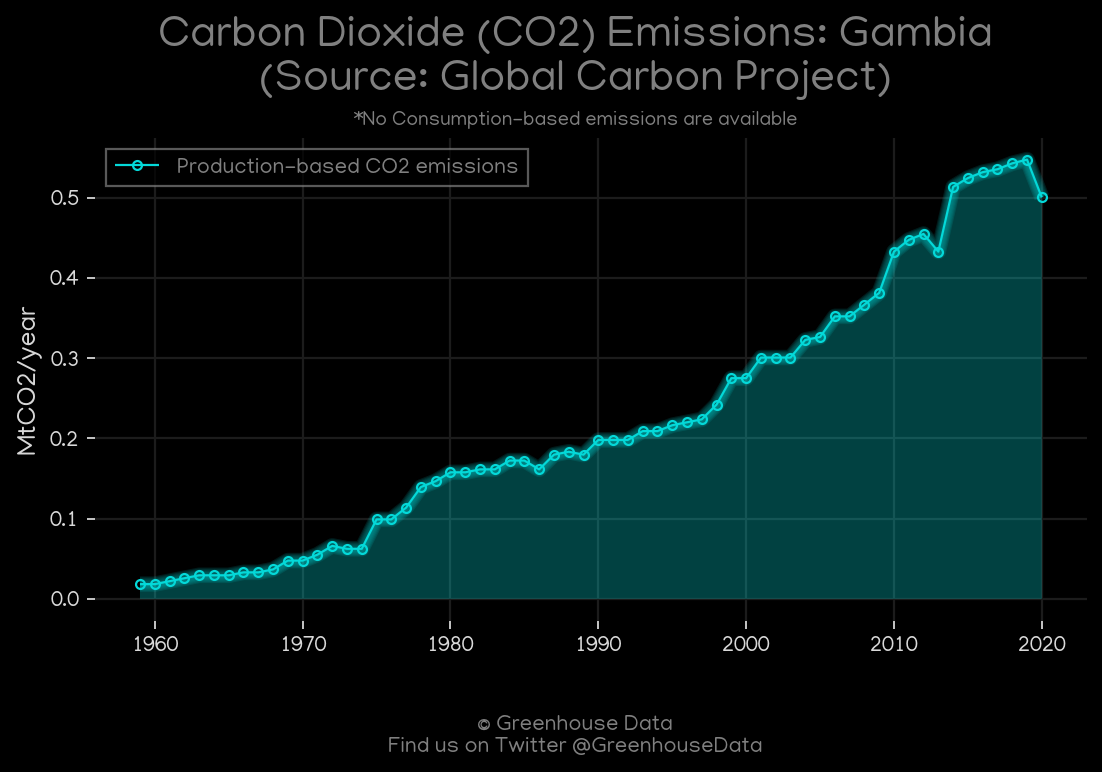 Carbon Dioxide (CO2) Emissions: Gambia
(Source: Global Carbon Project)
*No Consumption-based emissions are available
Production-based CO2 emissions
MtCO2/year
0.5
0.4
0.3
0.2
0.1
0.0
1960 1970 1980 1990 2000 2010 2020
© Greenhouse Data
Find us on Twitter @GreenhouseData